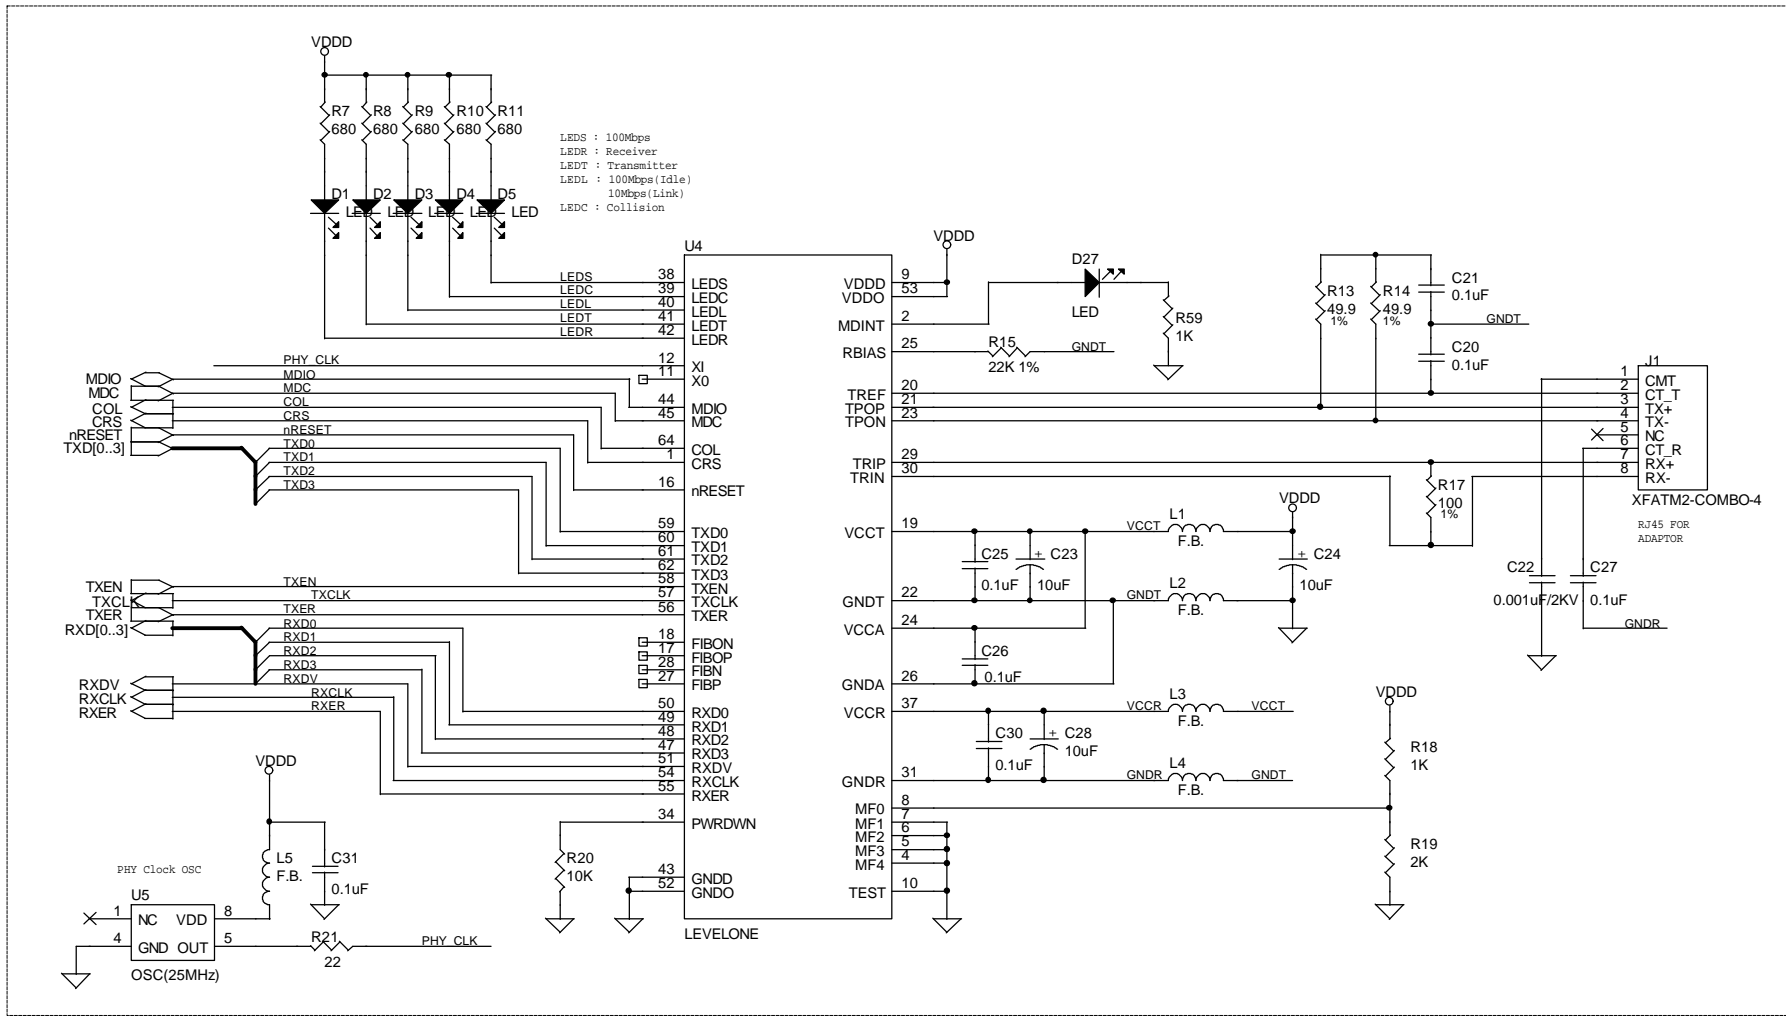 VDDD
R7
680
R8
680
R9
680
R10
680
R11
680
LEDS : 100Mbps
LEDR : Receiver
LEDT : Transmitter
LEDL : 100Mbps(Idle)
10Mbps(Link)
LEDC : Collision
D1
LED
D2
LED
D3
LED
D4
LED
D5
LED
LEDS
LEDC
LEDL
LEDT
LEDR
PHY_CLK
MDIO
MDC
COL
CRS
nRESET
TXD0
TXD1
TXD2
TXD3
MDIO
MDC
COL
CRS
nRESET
TXD[0..3]
TXEN
TXCLK
TXER
RXD[0..3]
RXDV
RXCLK
RXER
TXEN
TXCLK
TXER
RXD0
RXD1
RXD2
RXD3
RXDV
RXCLK
RXER
U4
38 LEDS
39 LEDC
40 LEDL
41 LEDT
42 LEDR
12 XI
11 X0
44 MDIO
45 MDC
64 COL
1 CRS
16 nRESET
59 TXD0
60 TXD1
61 TXD2
62 TXD3
58 TXEN
57 TXCLK
56 TXER
18 FIBON
17 FIBOP
28 FIBN
27 FIBP
50 RXD0
49 RXD1
48 RXD2
47 RXD3
51 RXDV
54 RXCLK
55 RXER
34 PWRDWN
43 GNDD
52 GNDO
LEVELONE
VDDD 9
VDDO 53
MDINT 2
RBIAS 25
TREF 20
TPOP 21
TPON 23
TRIP 29
TRIN 30
VCCT 19
GNDT 22
VCCA 24
GNDA 26
VCCR 37
GNDR 31
MF0 8
MF1 7
MF2 6
MF3 5
MF4 4
TEST 10
VDDD
D27
LED
R59
1K
R15
22K 1%
GNDT
R13
49.9
1%
R14
49.9
1%
C21
0.1uF
GNDT
C20
0.1uF
J1
1 CMT
2 CT_T
3 TX+
4 TX-
5 NC
6 CT_R
7 RX+
8 RX-
XFATM2-COMBO-4
RJ45 FOR
ADAPTOR
R17
100
1%
VDDD
VCCT
L1
F.B.
C25
0.1uF
+ C23
10uF
+ C24
10uF
GNDT
L2
F.B.
C26
0.1uF
C22
0.001uF/2KV
C27
0.1uF
GNDR
VCCR
L3
F.B.
VCCT
C30
0.1uF
+ C28
10uF
GNDR
L4
F.B.
GNDT
VDDD
R18
1K
R19
2K
R20
10K
VDDD
L5
F.B.
C31
0.1uF
PHY Clock OSC
U5
1 NC VDD 8
4 GND OUT 5
OSC(25MHz)
R21
22
PHY_CLK